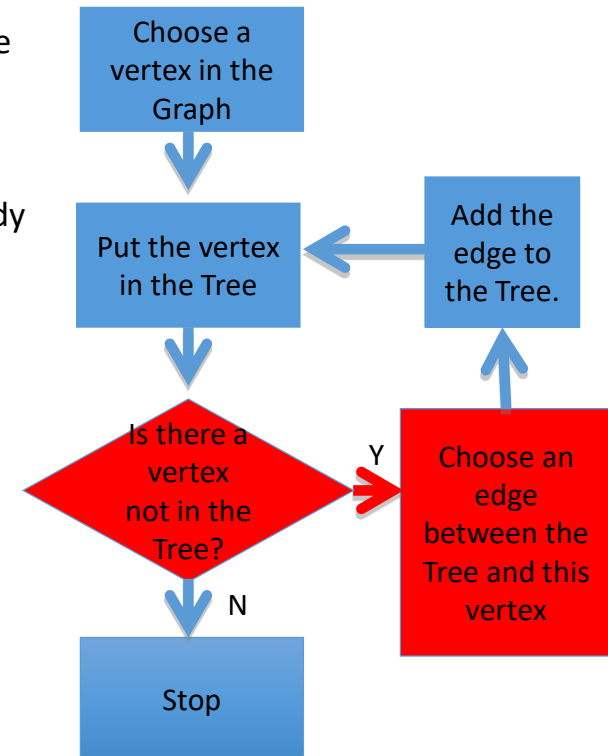 e
Choose a
vertex in the
Graph
dy
Put the vertex
in the Tree
Add the
edge to
the Tree.
Is there a
vertex
not in the
Tree?
Y
Choose an
edge
between the
Tree and this
vertex
N
Stop